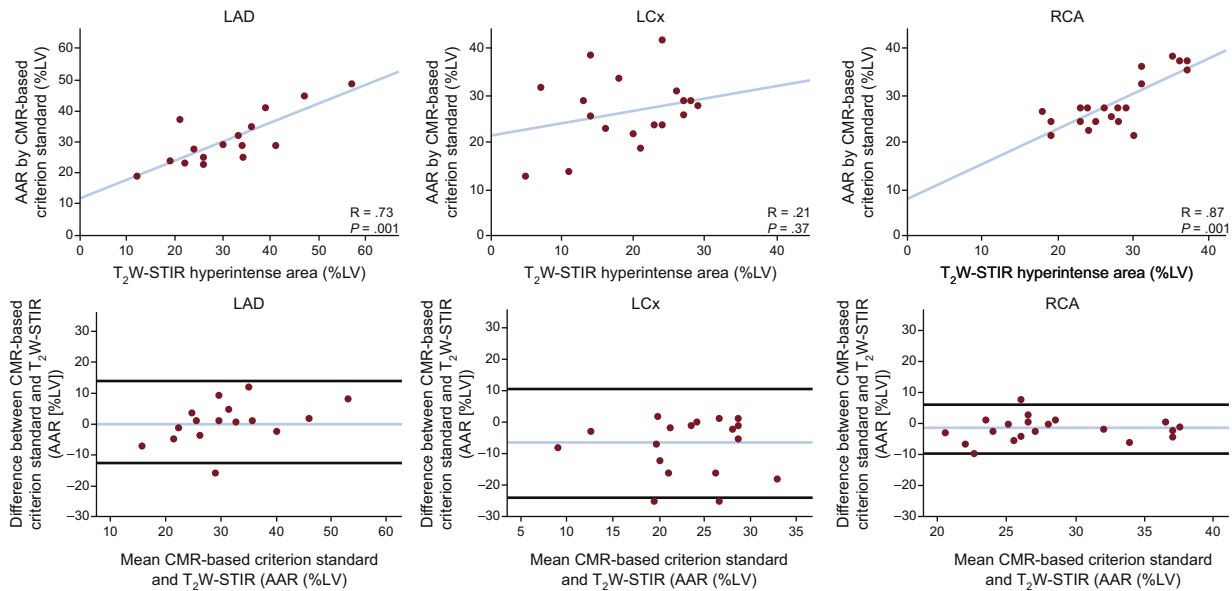 LAD
AAR by CMR-based
criterion standard (%LV)
60
50
40
30
20
10
0
0 10 20 30 40 50 60
R = .73
P = .001
T2W-STIR hyperintense area (%LV)
LCx
AAR by CMR-based
criterion standard (%LV)
40
30
20
10
0
0 10 20 30 40
R = .21
P = .37
T2W-STIR hyperintense area (%LV)
RCA
AAR by CMR-based
criterion standard (%LV)
40
30
20
10
0
0 10 20 30 40
R = .87
P = .001
T2W-STIR hyperintense area (%LV)
LAD
Difference between CMR-based
criterion standard and T2W-STIR
(AAR [%LV])
30
20
10
0
–10
–20
–30
10 20 30 40 50 60
Mean CMR-based criterion standard
and T2W-STIR (AAR (%LV)
LCx
Difference between CMR-based
criterion standard and T2W-STIR
(AAR [%LV])
30
20
10
0
–10
–20
–30
5 10 15 20 25 30 35
Mean CMR-based criterion standard
and T2W-STIR (AAR (%LV)
RCA
Difference between CMR-based
criterion standard and T2W-STIR
(AAR [%LV])
30
20
10
0
–10
–20
–30
20 25 30 35 40
Mean CMR-based criterion standard
and T2W-STIR (AAR (%LV)